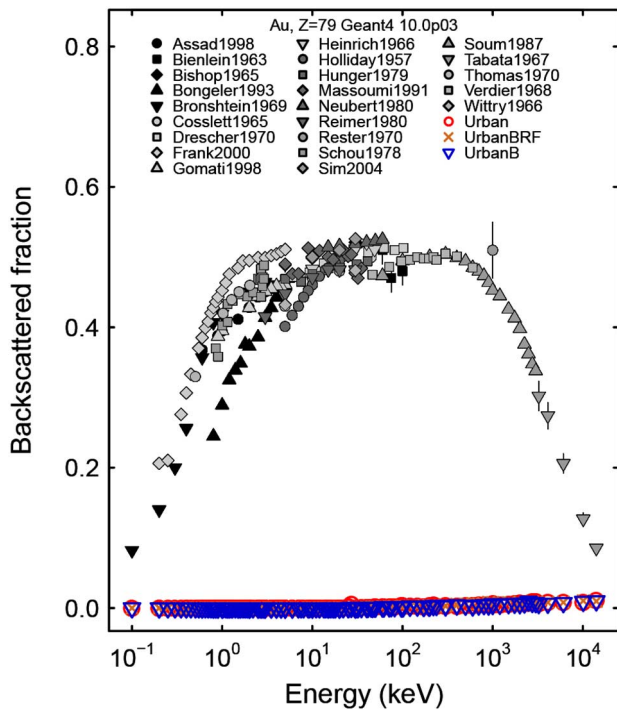 Au, Z=79 Geant4 10.0p03
Assad1998 Heinrich1966 Soum1987
Bienlein1963 Holliday1957 Tabata1967
Bishop1965 Hunger1979 Thomas1970
Bongeler1993 Massoumi1991 Verdier1968
Bronshtein1969 Neubert1980 Wittry1966
Cosslett1965 Reimer1980 Urban
Drescher1970 Rester1970 UrbanBRF
Frank2000 Schou1978 UrbanB
Gomati1998 Sim2004
0.8
0.6
0.4
0.2
0.0
Backscattered fraction
10⁻¹ 10⁰ 10¹ 10² 10³ 10⁴
Energy (keV)